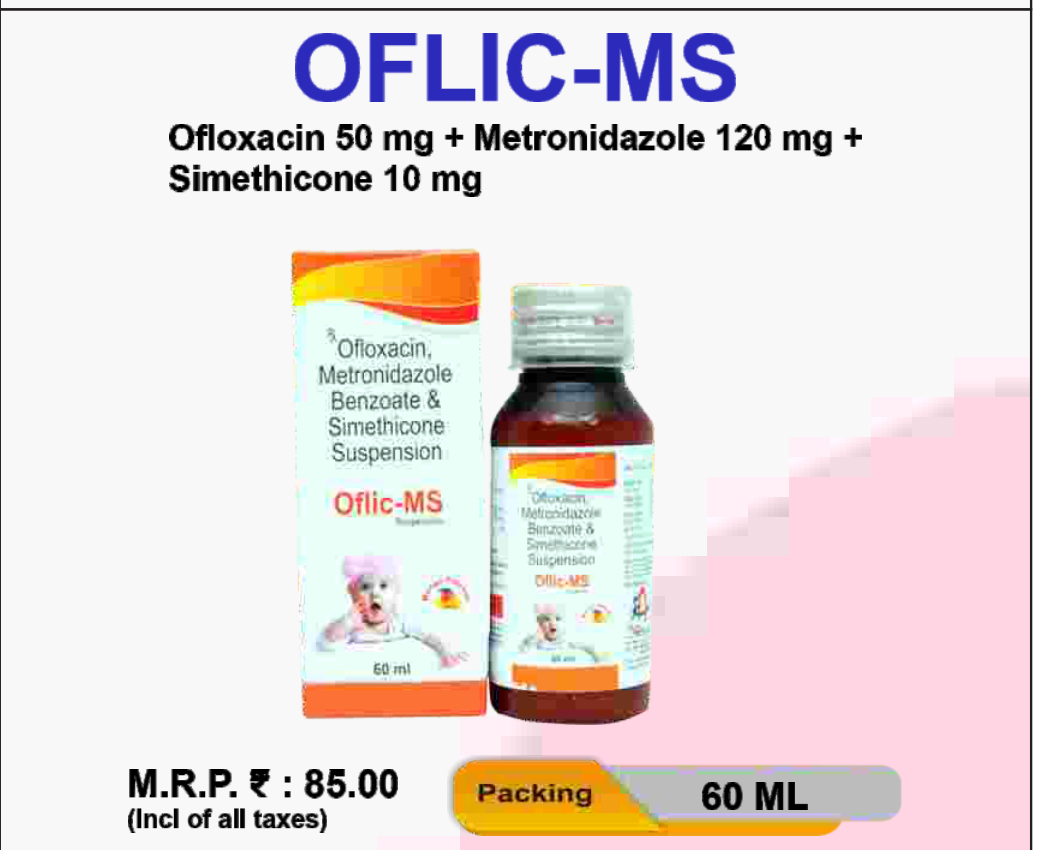 OFLIC-MS
Ofloxacin 50 mg + Metronidazole 120 mg +
Simethicone 10 mg
Ofloxacin,
Metronidazole
Benzoate &
Simethicone
Suspension
Oflic-MS
Suspension
60 ml
Ofloxacin,
Metronidazole
Benzoate &
Simethicone
Suspension
Oflic-MS
60 ml
M.R.P. ₹ : 85.00
(Incl of all taxes)
Packing
60 ML